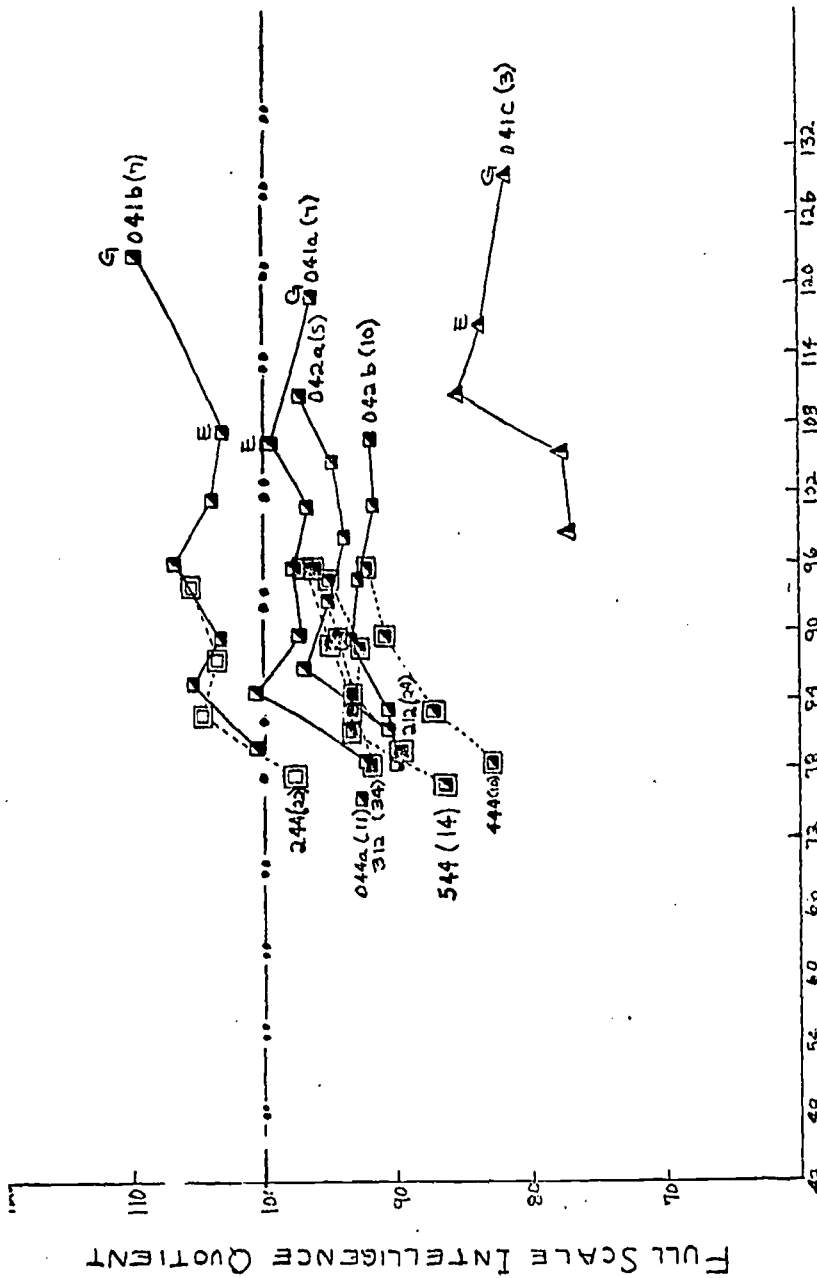 FULL SCALE INTELLIGENCE QUOTIENT
110
90
80
70
G 041b(7)
E
E
G 041a(7)
042a(5)
042b(10)
G 041c(3)
E
244(22)
044a(11)
312 (34)
212(24)
544(14)
444(10)
48
54
60
72
78
84
90
96
102
108
114
120
126
132